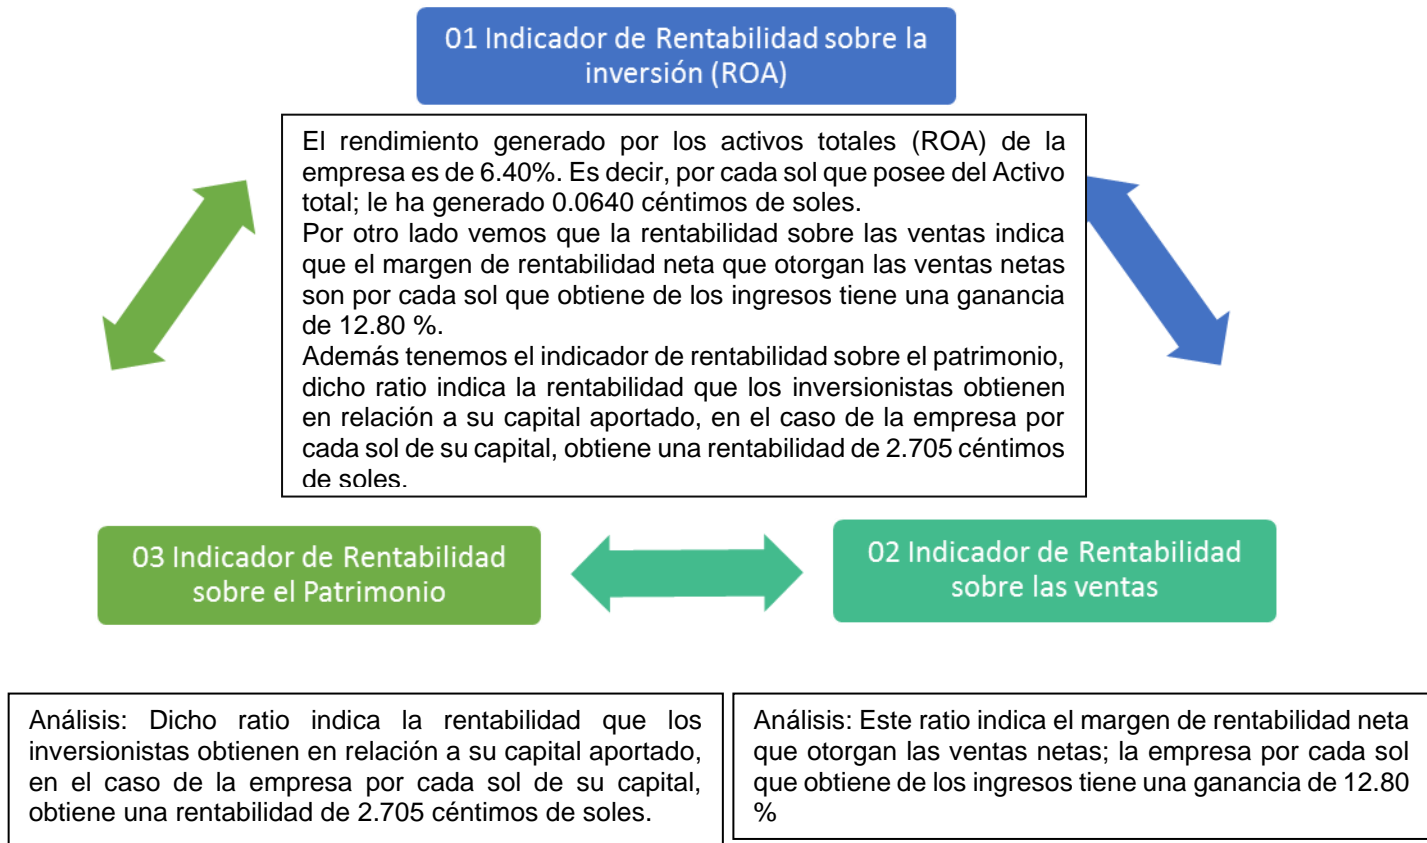 01 Indicador de Rentabilidad sobre la
inversión (ROA)
El rendimiento generado por los activos totales (ROA) de la
empresa es de 6.40%. Es decir, por cada sol que posee del Activo
total; le ha generado 0.0640 céntimos de soles.
Por otro lado vemos que la rentabilidad sobre las ventas indica
que el margen de rentabilidad neta que otorgan las ventas netas
son por cada sol que obtiene de los ingresos tiene una ganancia
de 12.80 %.
Además tenemos el indicador de rentabilidad sobre el patrimonio,
dicho ratio indica la rentabilidad que los inversionistas obtienen
en relación a su capital aportado, en el caso de la empresa por
cada sol de su capital, obtiene una rentabilidad de 2.705 céntimos
de soles.
03 Indicador de Rentabilidad
sobre el Patrimonio
02 Indicador de Rentabilidad
sobre las ventas
Análisis: Dicho ratio indica la rentabilidad que los
inversionistas obtienen en relación a su capital aportado,
en el caso de la empresa por cada sol de su capital,
obtiene una rentabilidad de 2.705 céntimos de soles.
Análisis: Este ratio indica el margen de rentabilidad neta
que otorgan las ventas netas; la empresa por cada sol
que obtiene de los ingresos tiene una ganancia de 12.80
%